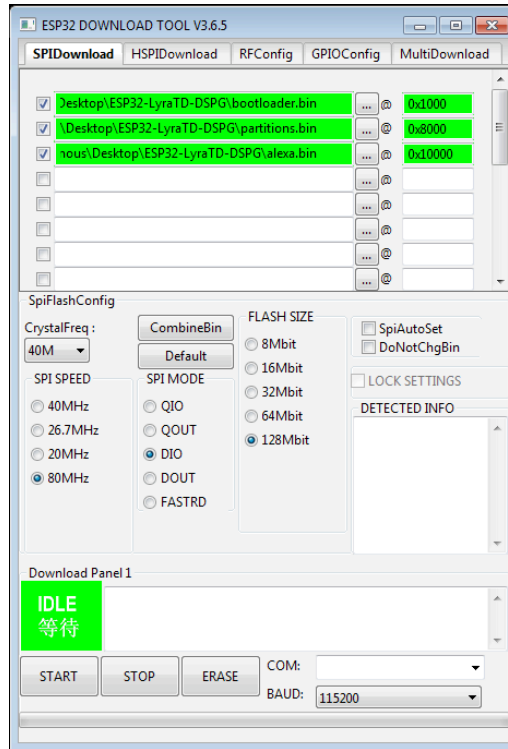 ESP32 DOWNLOAD TOOL V3.6.5
SPIDownload HSPIDownload RFConfig GPIOConfig MultiDownload
Desktop\ESP32-LyraTD-DSPG\bootloader.bin ... @ 0x1000
\Desktop\ESP32-LyraTD-DSPG\partitions.bin ... @ 0x8000
nous\Desktop\ESP32-LyraTD-DSPG\alexa.bin ... @ 0x10000
... @
... @
... @
... @
... @
SpiFlashConfig
CrystalFreq :
40M
CombineBin
Default
SPI SPEED
40MHz
26.7MHz
20MHz
80MHz
SPI MODE
QIO
QOUT
DIO
DOUT
FASTRD
FLASH SIZE
8Mbit
16Mbit
32Mbit
64Mbit
128Mbit
SpiAutoSet
DoNotChgBin
LOCK SETTINGS
DETECTED INFO
Download Panel 1
IDLE
等待
START STOP ERASE
COM:
BAUD: 115200